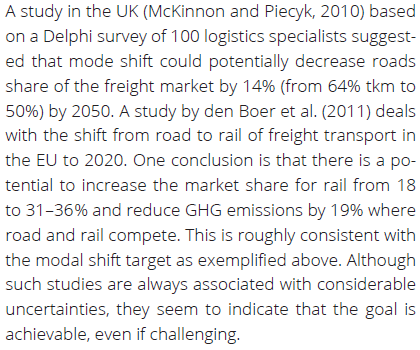 A study in the UK (McKinnon and Piecyk, 2010) based
on a Delphi survey of 100 logistics specialists suggest-
ed that mode shift could potentially decrease roads
share of the freight market by 14% (from 64% tkm to
50%) by 2050. A study by den Boer et al. (2011) deals
with the shift from road to rail of freight transport in
the EU to 2020. One conclusion is that there is a po-
tential to increase the market share for rail from 18
to 31–36% and reduce GHG emissions by 19% where
road and rail compete. This is roughly consistent with
the modal shift target as exemplified above. Although
such studies are always associated with considerable
uncertainties, they seem to indicate that the goal is
achievable, even if challenging.